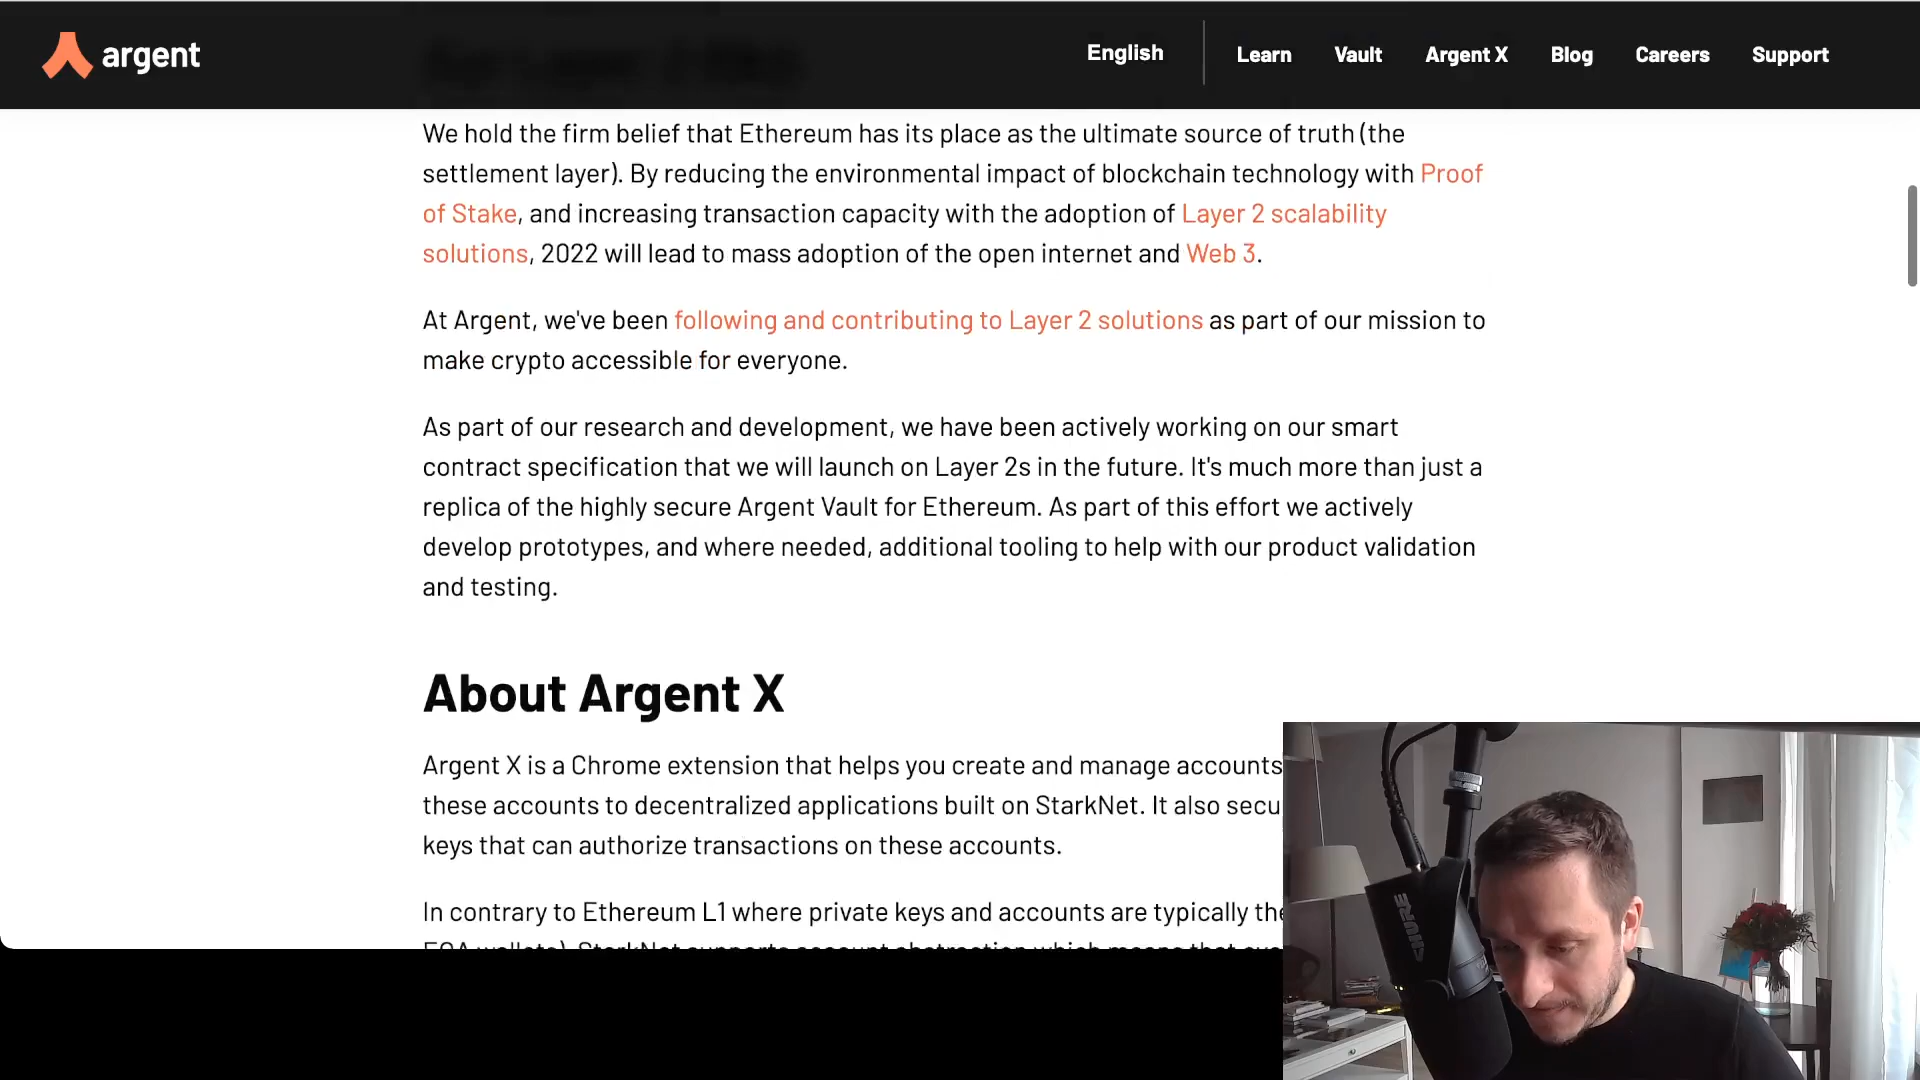 argent
English
Learn
Vault
Argent X
Blog
Careers
Support
We hold the firm belief that Ethereum has its place as the ultimate source of truth (the
settlement layer). By reducing the environmental impact of blockchain technology with Proof
of Stake, and increasing transaction capacity with the adoption of Layer 2 scalability
solutions, 2022 will lead to mass adoption of the open internet and Web 3.
At Argent, we've been following and contributing to Layer 2 solutions as part of our mission to
make crypto accessible for everyone.
As part of our research and development, we have been actively working on our smart
contract specification that we will launch on Layer 2s in the future. It's much more than just a
replica of the highly secure Argent Vault for Ethereum. As part of this effort we actively
develop prototypes, and where needed, additional tooling to help with our product validation
and testing.
About Argent X
Argent X is a Chrome extension that helps you create and manage accounts
these accounts to decentralized applications built on StarkNet. It also secu
keys that can authorize transactions on these accounts.
In contrary to Ethereum L1 where private keys and accounts are typically the
StarkNet supports account abstraction which means that
SHURE